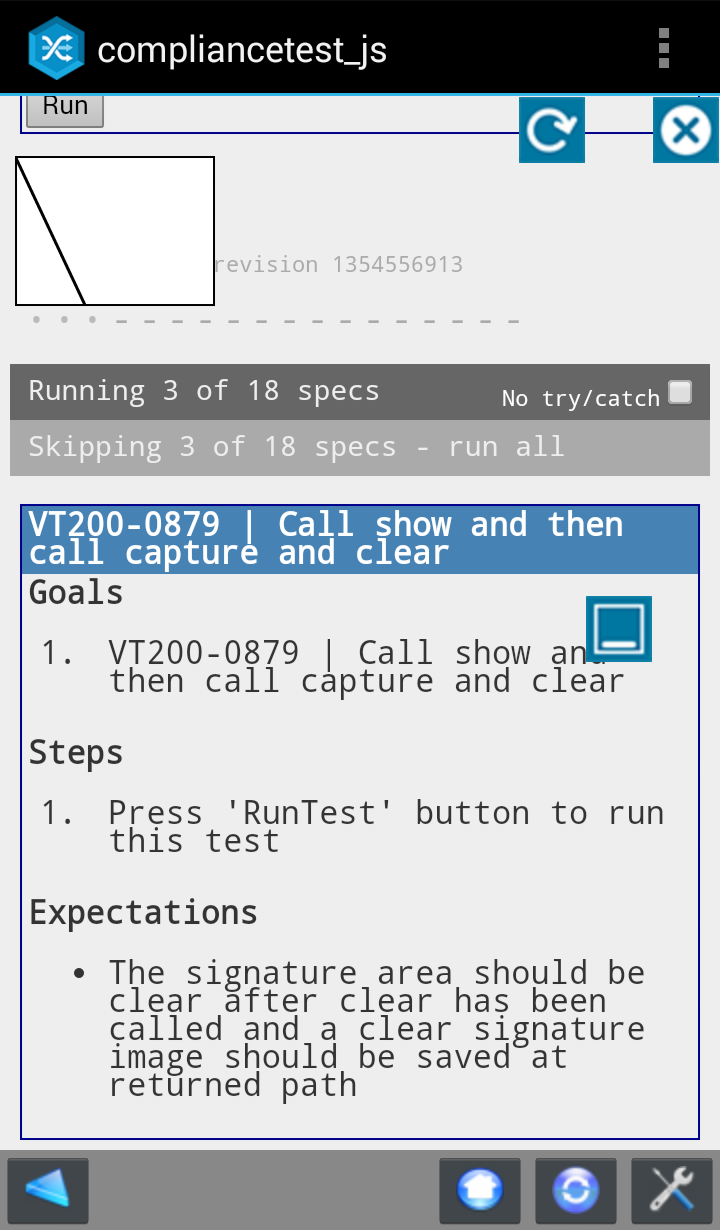 compliancetest_js
Run
revision 1354556913
• • • - - - - - - - - - - - - - - -
Running 3 of 18 specs
No try/catch
Skipping 3 of 18 specs - run all
VT200-0879 | Call show and then
call capture and clear
Goals
1. VT200-0879 | Call show and
then call capture and clear
Steps
1. Press 'RunTest' button to run
this test
Expectations
• The signature area should be
clear after clear has been
called and a clear signature
image should be saved at
returned path